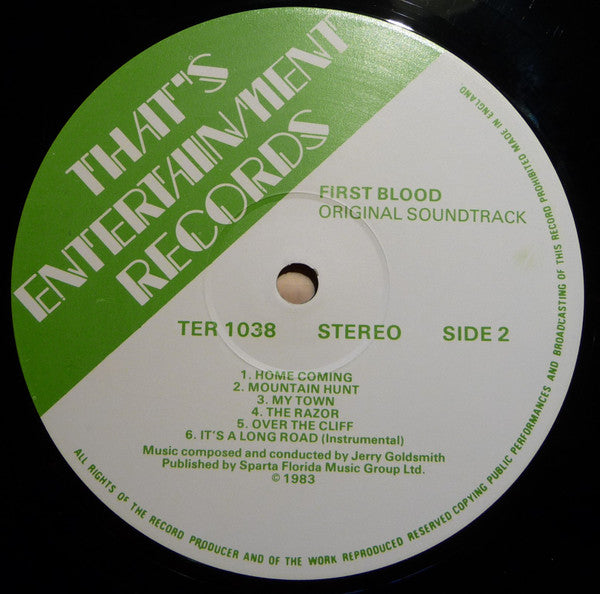 THAT'S
ENTERTAINMENT
RECORDS
FIRST BLOOD
ORIGINAL SOUNDTRACK
TER 1038 STEREO SIDE 2
1. HOME COMING
2. MOUNTAIN HUNT
3. MY TOWN
4. THE RAZOR
5. OVER THE CLIFF
6. IT'S A LONG ROAD (Instrumental)
Music composed and conducted by Jerry Goldsmith
Published by Sparta Florida Music Group Ltd.
© 1983
ALL RIGHTS OF THE RECORD PRODUCER AND OF THE WORK REPRODUCED RESERVED COPYING PUBLIC PERFORMANCES AND BROADCASTING OF THIS RECORD PROHIBITED MADE IN ENGLAND